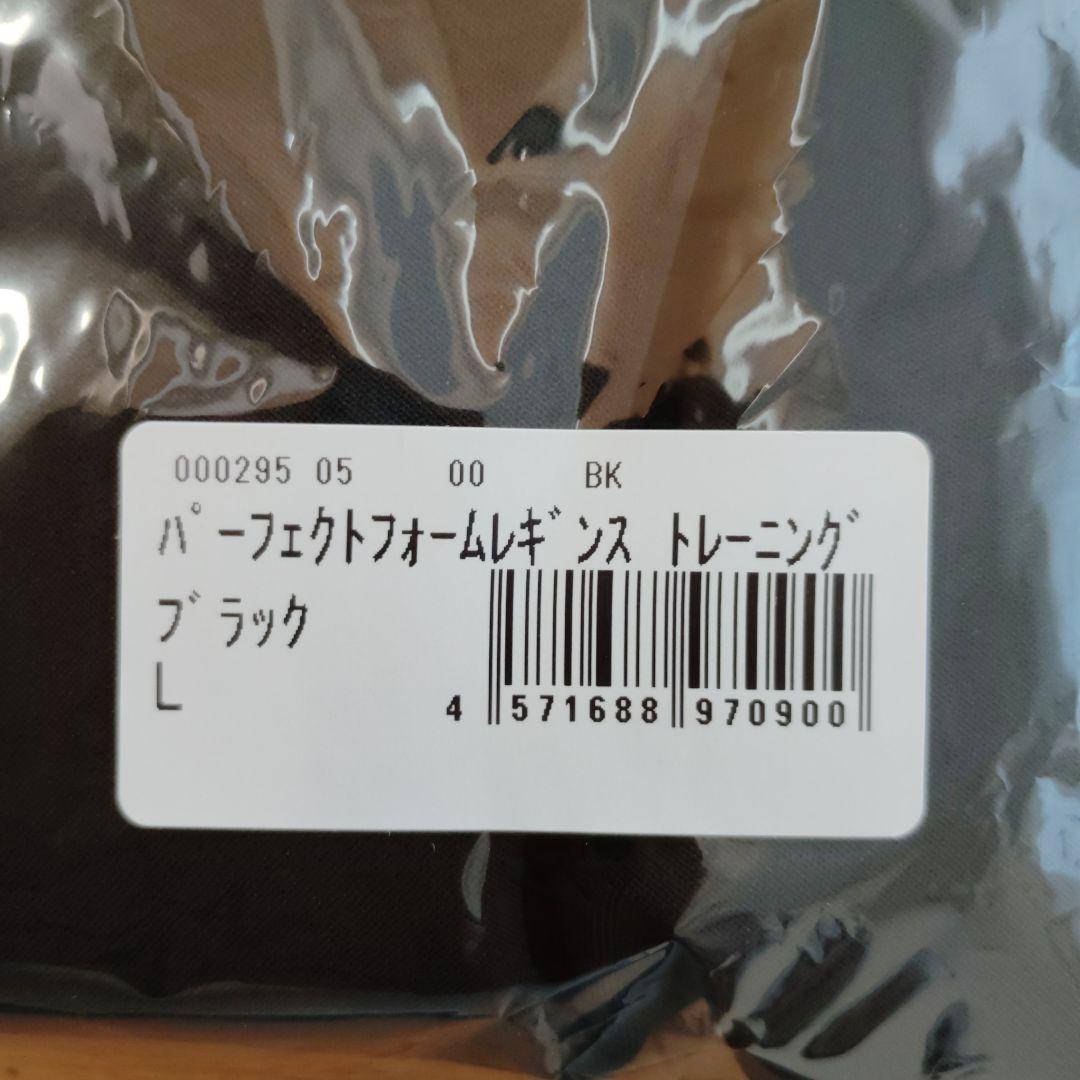 000295 05 00 BK
ﾊﾟｰﾌｪｸﾄﾌｫｰﾑﾚｷﾞﾝｽ ﾄﾚｰﾆﾝｸﾞ
ﾌﾞﾗｯｸ
L
4 571688 970900